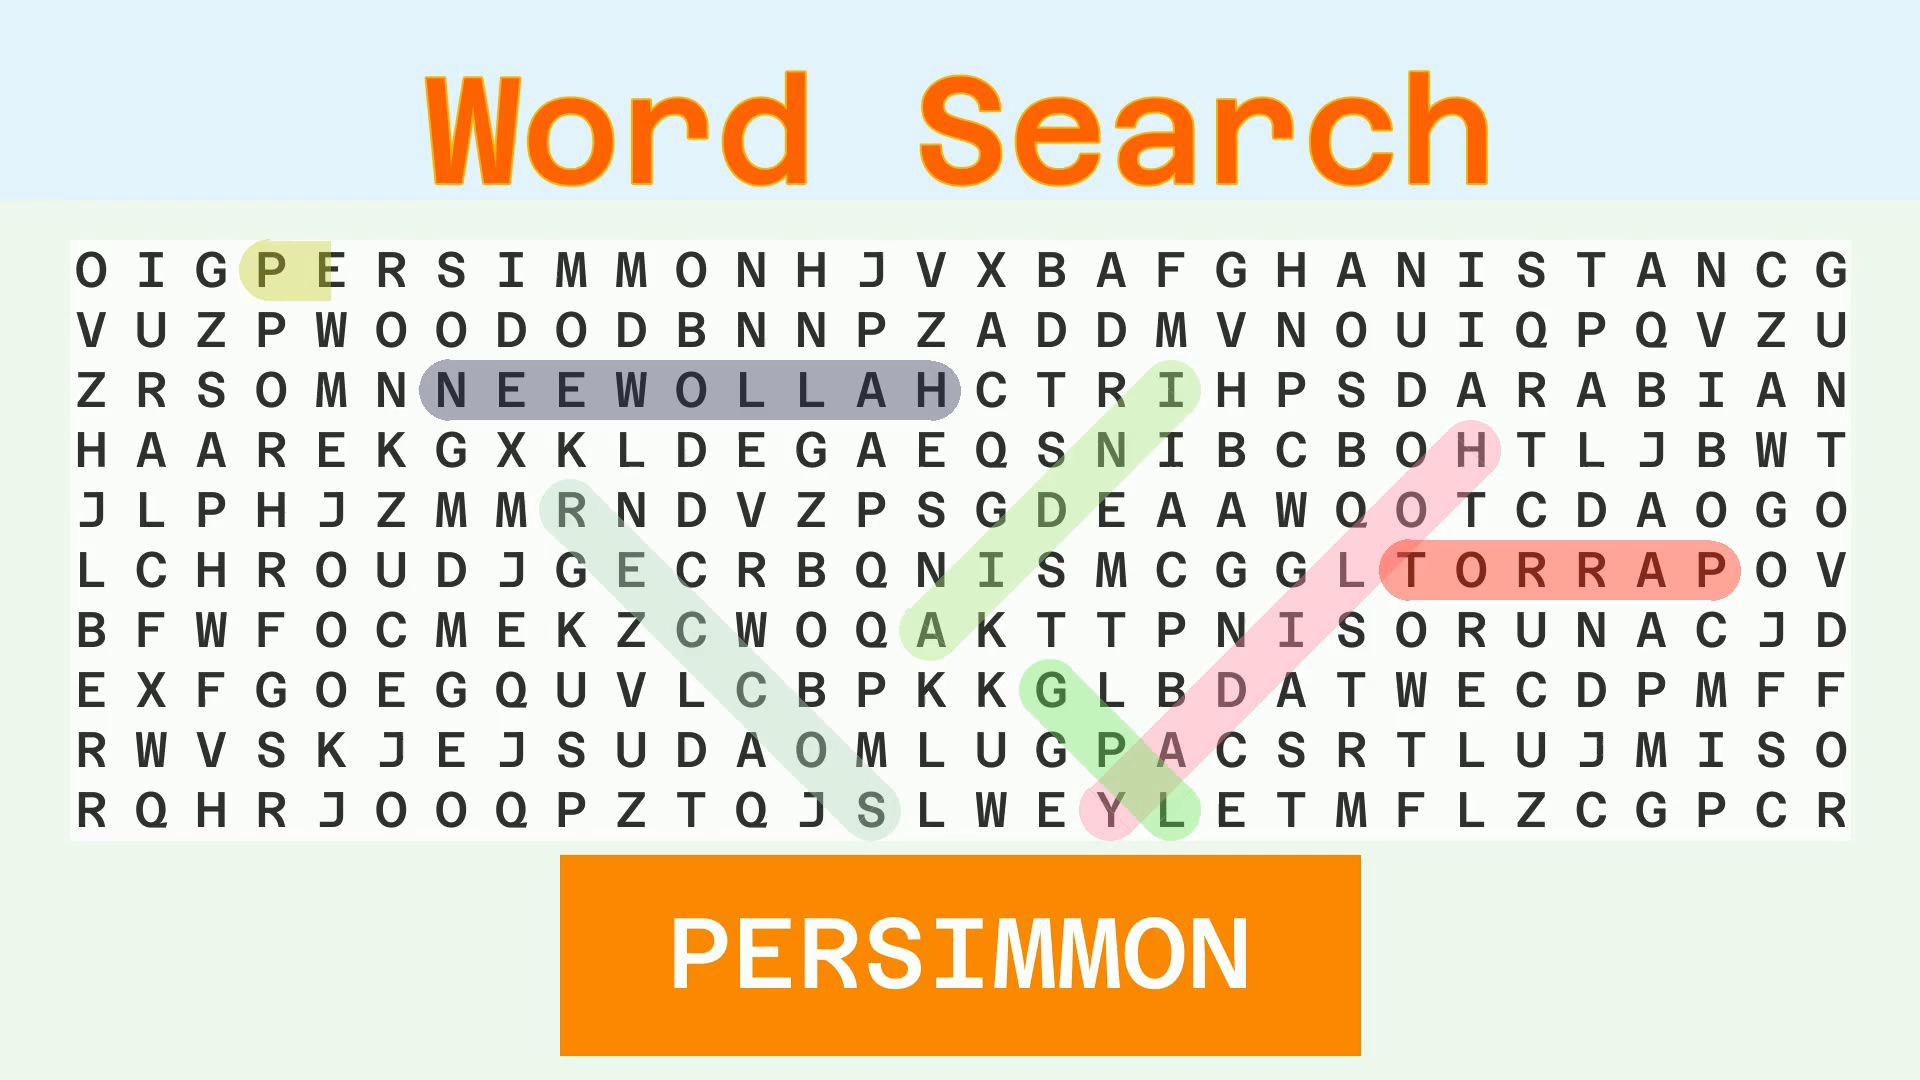 Word Search
O I G P E R S I M M O N H J V X B A F G H A N I S T A N C G
V U Z P W O O D O D B N N P Z A D D M V N O U I Q P Q V Z U
Z R S O M N N E E W O L L A H C T R I H P S D A R A B I A N
H A A R E K G X K L D E G A E Q S N I B C B O H T L J B W T
J L P H J Z M M R N D V Z P S G D E A A W Q O T C D A O G O
L C H R O U D J G E C R B Q N I S M C G G L T O R R A P O V
B F W F O C M E K Z C W O Q A K T T P N I S O R U N A C J D
E X F G O E G Q U V L C B P K K G L B D A T W E C D P M F F
R W V S K J E J S U D A O M L U G P A C S R T L U J M I S O
R Q H R J O O Q P Z T Q J S L W E Y L E T M F L Z C G P C R
PERSIMMON